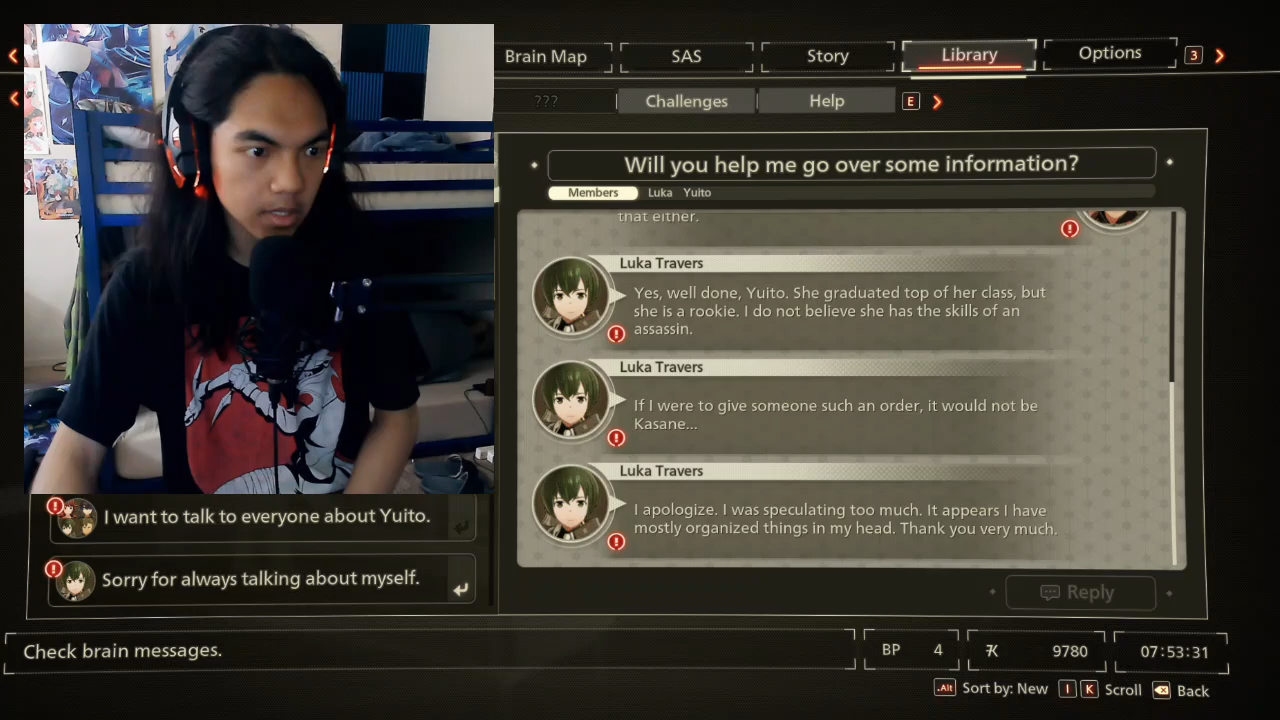 Brain Map
SAS
Story
Library
Options
3
???
Challenges
Help
E
Will you help me go over some information?
Members Luka Yuito
that either.
Luka Travers
Yes, well done, Yuito. She graduated top of her class, but
she is a rookie. I do not believe she has the skills of an
assassin.
Luka Travers
If I were to give someone such an order, it would not be
Kasane...
Luka Travers
I apologize. I was speculating too much. It appears I have
mostly organized things in my head. Thank you very much.
I want to talk to everyone about Yuito.
Sorry for always talking about myself.
Reply
Check brain messages.
BP 4
9780
07:53:31
Alt Sort by: New I K Scroll Back